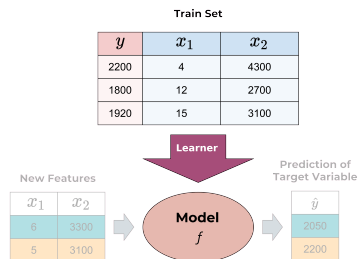 Train Set
y x₁ x₂
2200 4 4300
1800 12 2700
1920 15 3100
Learner
New Features
x₁ x₂
6 3300
5 3100
Model
f
Prediction of
Target Variable
ŷ
2050
2200